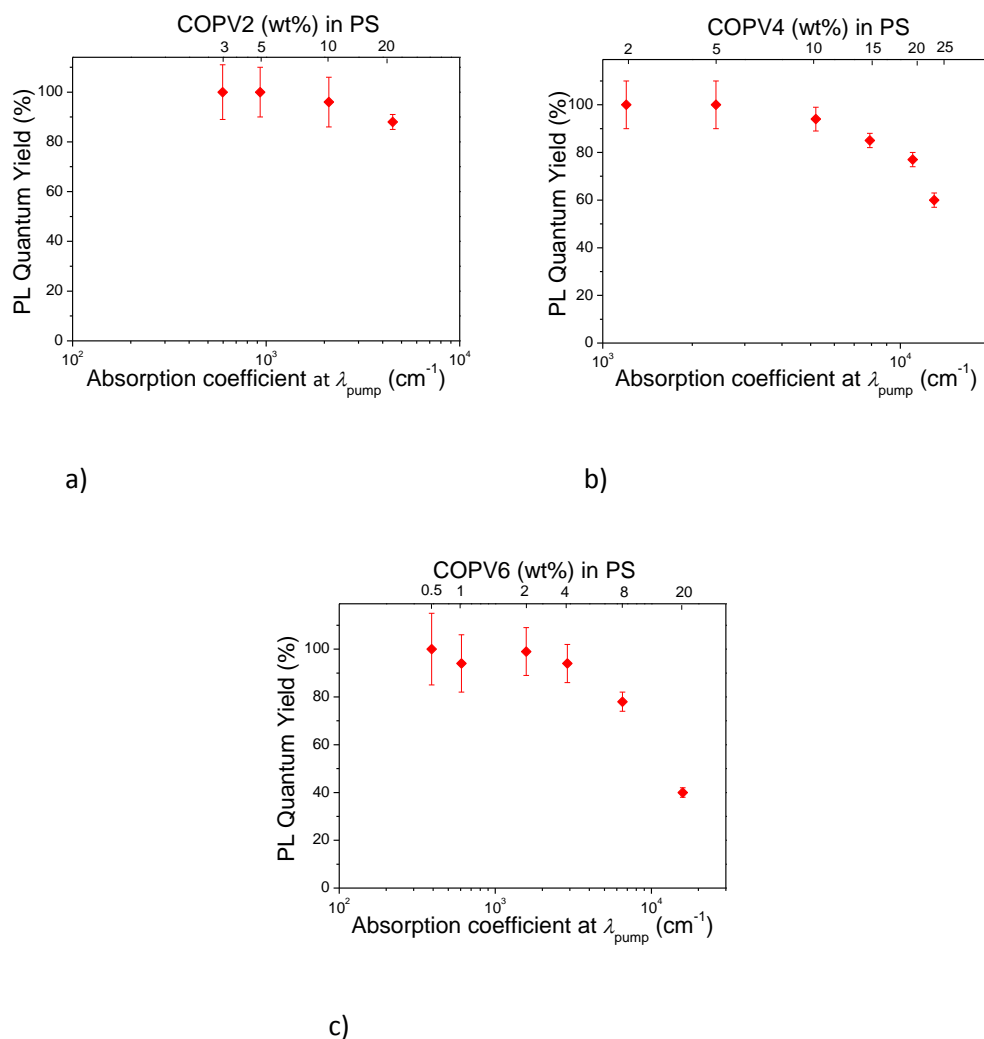 COPV2 (wt%) in PS
3 5 10 20
PL Quantum Yield (%)
100
80
60
40
20
0
10² 10³ 10⁴
Absorption coefficient at λpump (cm⁻¹)
a)
COPV4 (wt%) in PS
2 5 10 15 20 25
PL Quantum Yield (%)
100
80
60
40
20
0
10³ 10⁴
Absorption coefficient at λpump (cm⁻¹)
b)
COPV6 (wt%) in PS
0.5 1 2 4 8 20
PL Quantum Yield (%)
100
80
60
40
20
0
10² 10³ 10⁴
Absorption coefficient at λpump (cm⁻¹)
c)